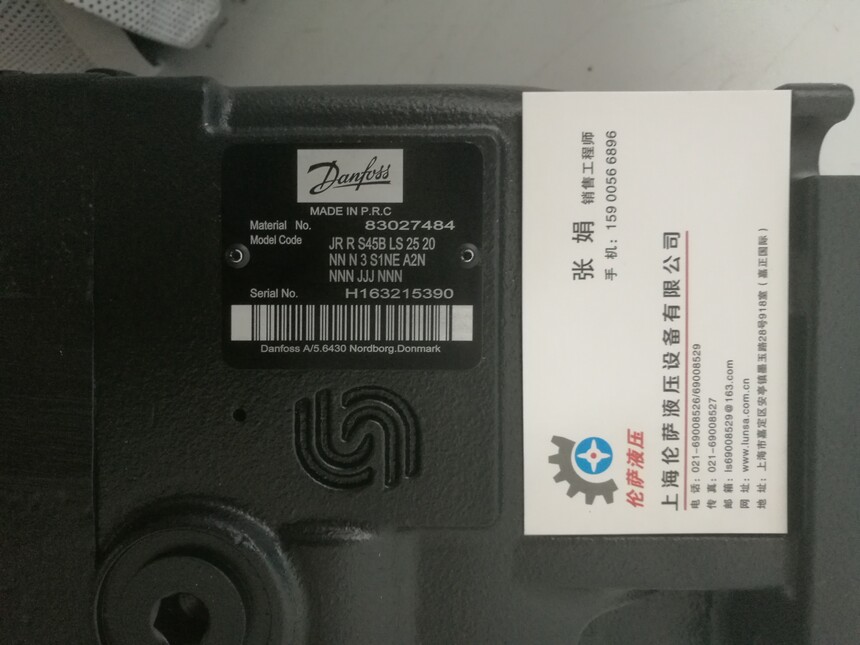 Danfoss
MADE IN P.R.C
Material No. 83027484
Model Code JR R S45B LS 25 20
NN N 3 S1NE A2N
NNN JJJ NNN
Serial No. H163215390
Danfoss A/5.6430 Nordborg.Donmark
张 娟 销售工程师
手 机：159 0056 6896
伦萨液压
上海伦萨液压设备有限公司
电 话：021-69008526/69008529
传 真：021-69008527
邮 箱：ls69008529@163.com
网 址：www.lunsa.com.cn
地 址：上海市嘉定区安亭镇墨玉路28号918室（嘉正国际）